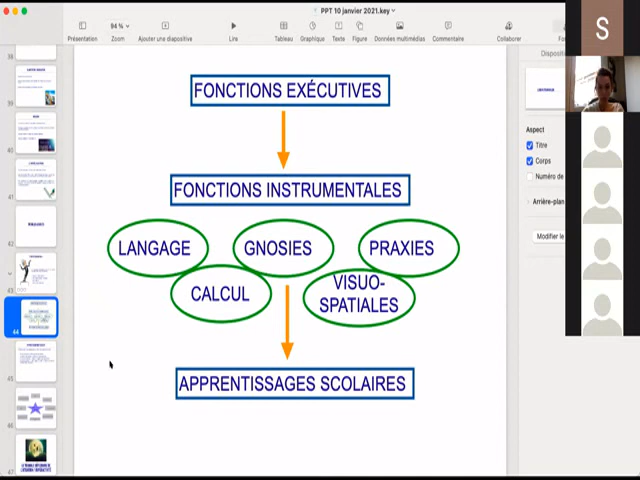 PPT 10 janvier 2021.key
94 %
Présentation
Zoom
Ajouter une diapositive
Lire
Tableau
Graphique
Texte
Figure
Données multimédias
Commentaire
Collaborer
S
38
39
40
41
42
43
44
45
46
47
FONCTIONS EXÉCUTIVES
FONCTIONS INSTRUMENTALES
LANGAGE
GNOSIES
PRAXIES
CALCUL
VISUO-
SPATIALES
APPRENTISSAGES SCOLAIRES
Aspect
Titre
Corps
Numéro de
Arrière-plan
Modifier le